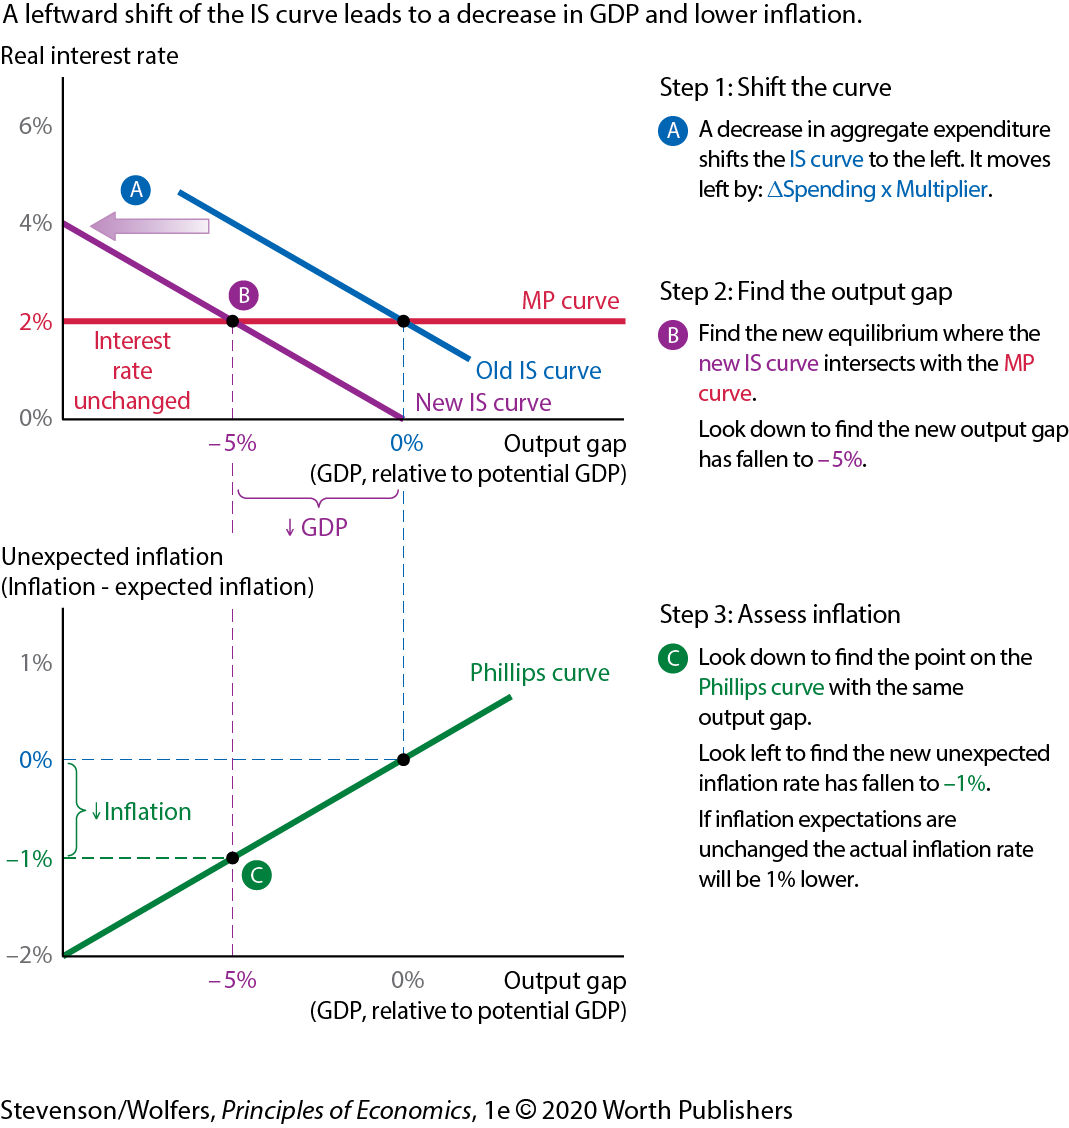 A leftward shift of the IS curve leads to a decrease in GDP and lower inflation.
Real interest rate
6%
4%
2%
0%
A
B
MP curve
Interest
rate
unchanged
Old IS curve
New IS curve
–5%
0%
Output gap
(GDP, relative to potential GDP)
↓ GDP
Step 1: Shift the curve
A A decrease in aggregate expenditure
shifts the IS curve to the left. It moves
left by: ΔSpending x Multiplier.
Step 2: Find the output gap
B Find the new equilibrium where the
new IS curve intersects with the MP
curve.
Look down to find the new output gap
has fallen to –5%.
Unexpected inflation
(Inflation - expected inflation)
1%
0%
–1%
–2%
Phillips curve
↓Inflation
C
–5%
0%
Output gap
(GDP, relative to potential GDP)
Step 3: Assess inflation
C Look down to find the point on the
Phillips curve with the same
output gap.
Look left to find the new unexpected
inflation rate has fallen to –1%.
If inflation expectations are
unchanged the actual inflation rate
will be 1% lower.
Stevenson/Wolfers, Principles of Economics, 1e © 2020 Worth Publishers